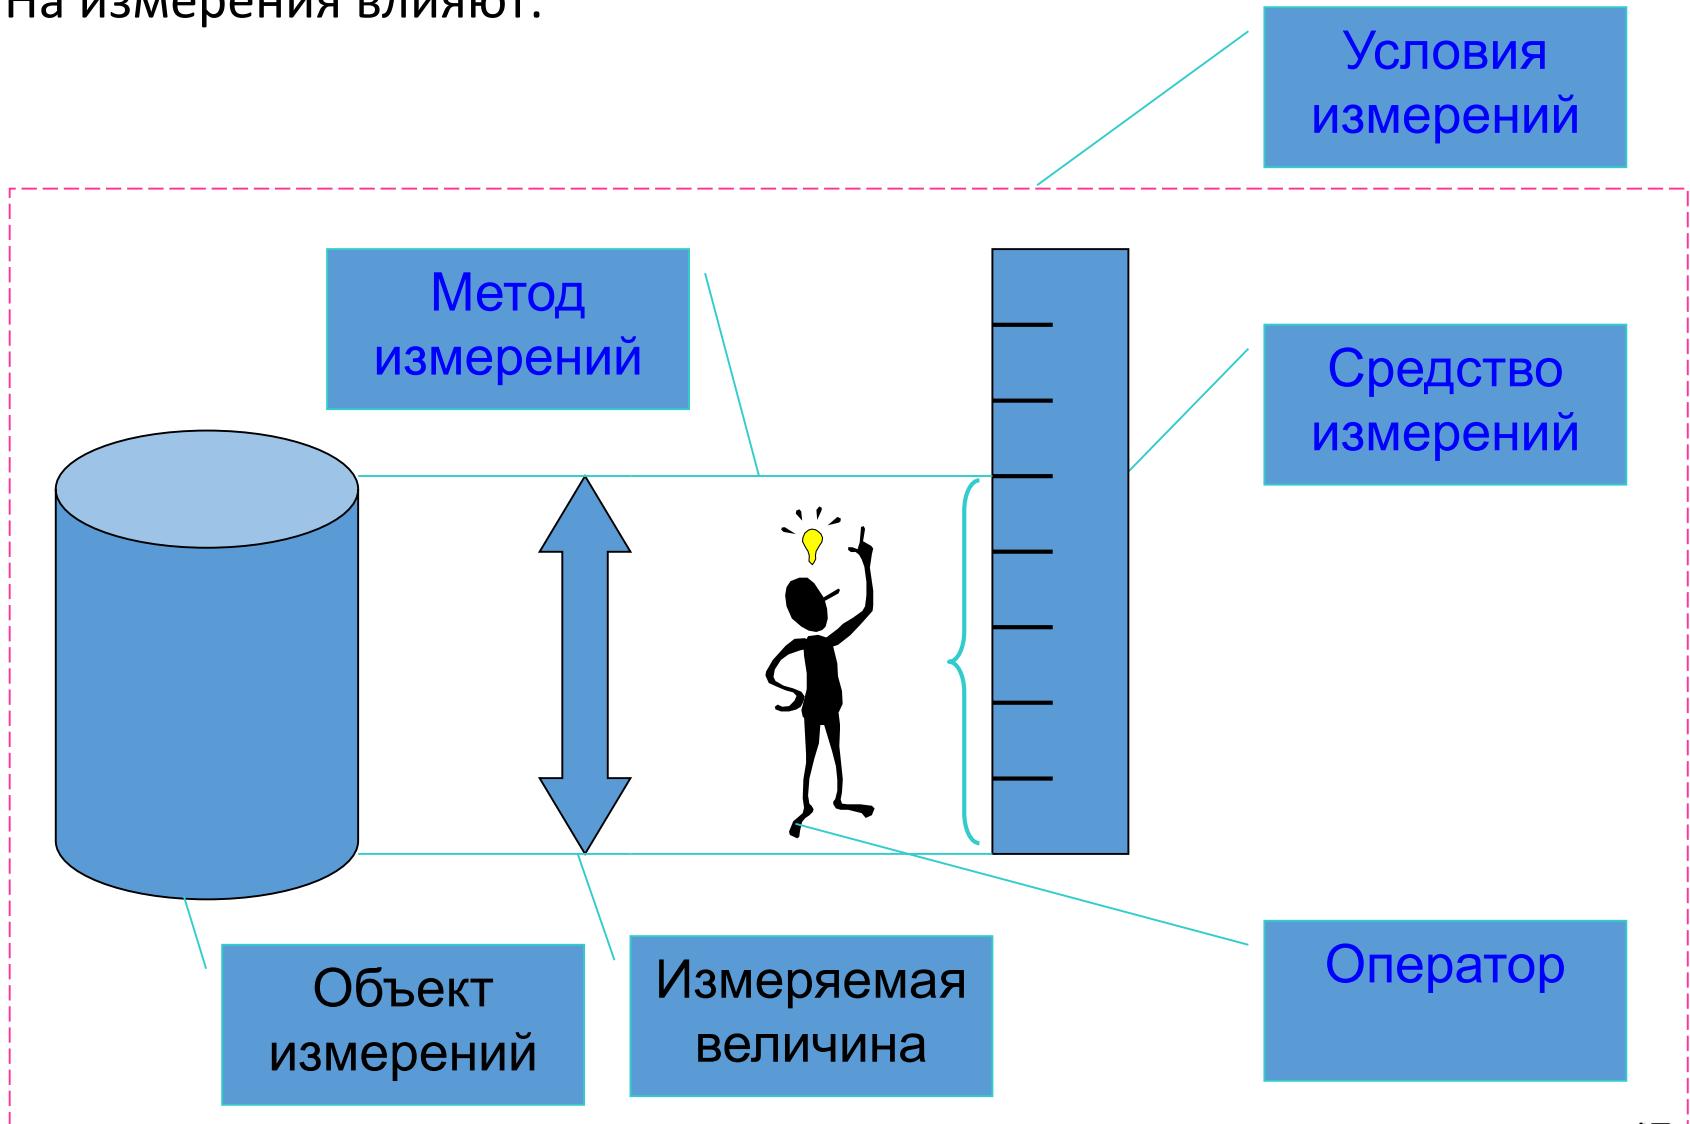 На измерения влияют:
Условия
измерений
Метод
измерений
Средство
измерений
Объект
измерений
Измеряемая
величина
Оператор